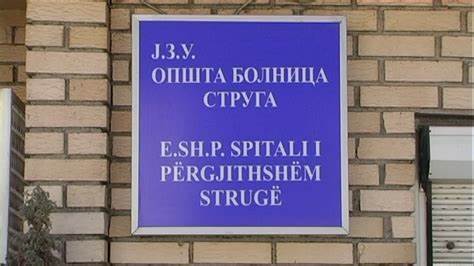 Ј.З.У.
ОПШТА БОЛНИЦА
СТРУГА
E.SH.P. SPITALI I
PËRGJITHSHËM
STRUGË